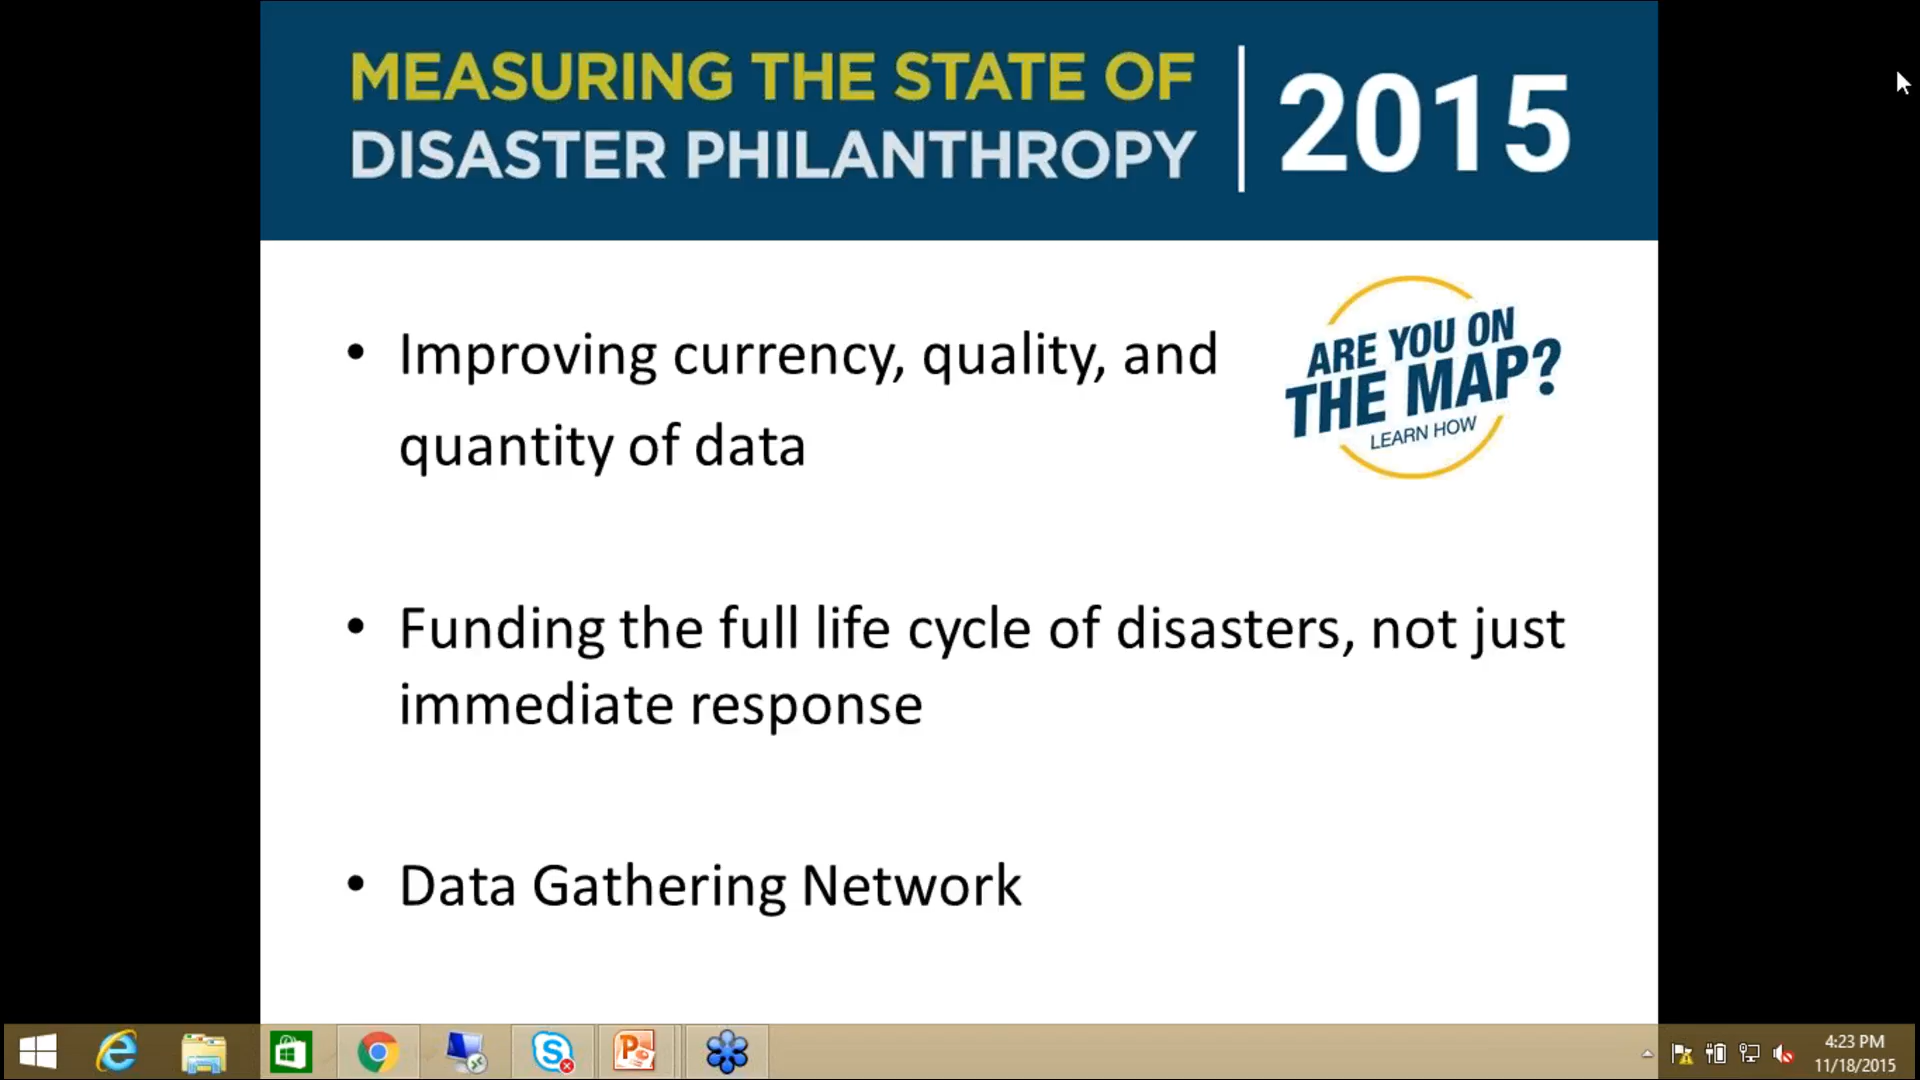 MEASURING THE STATE OF
DISASTER PHILANTHROPY
2015
ARE YOU ON
THE MAP?
LEARN HOW
• Improving currency, quality, and
quantity of data
• Funding the full life cycle of disasters, not just
immediate response
• Data Gathering Network
4:23 PM
11/18/2015